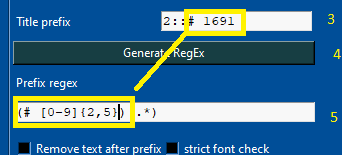 Title prefix 2::# 1691 3
Generate RegEx 4
Prefix regex
(# [0-9]{2,5}) .*) 5
Remove text after prefix strict font check